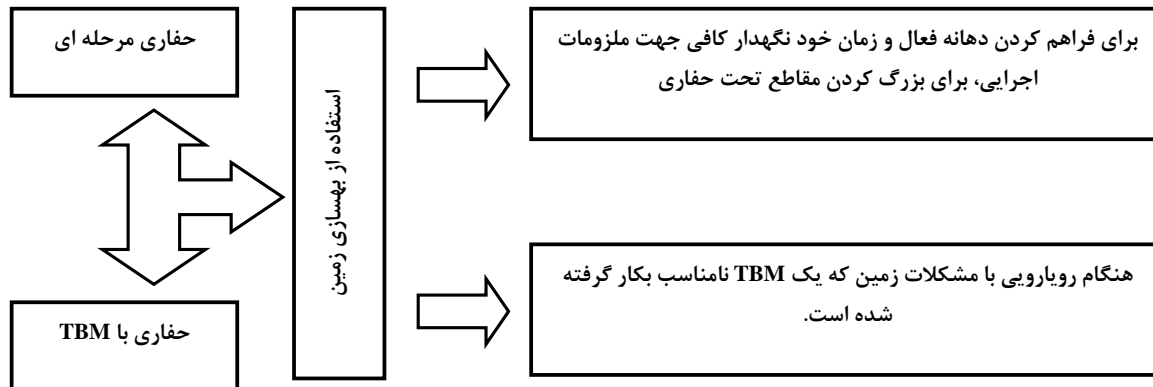 حفاری مرحله ای
برای فراهم کردن دهانه فعال و زمان خود نگهدار کافی جهت ملزومات
اجرایی، برای بزرگ کردن مقاطع تحت حفاری
استفاده از بهسازی زمین
هنگام رویارویی با مشکلات زمین که یک TBM نامناسب بکار گرفته
شده است.
حفاری با TBM